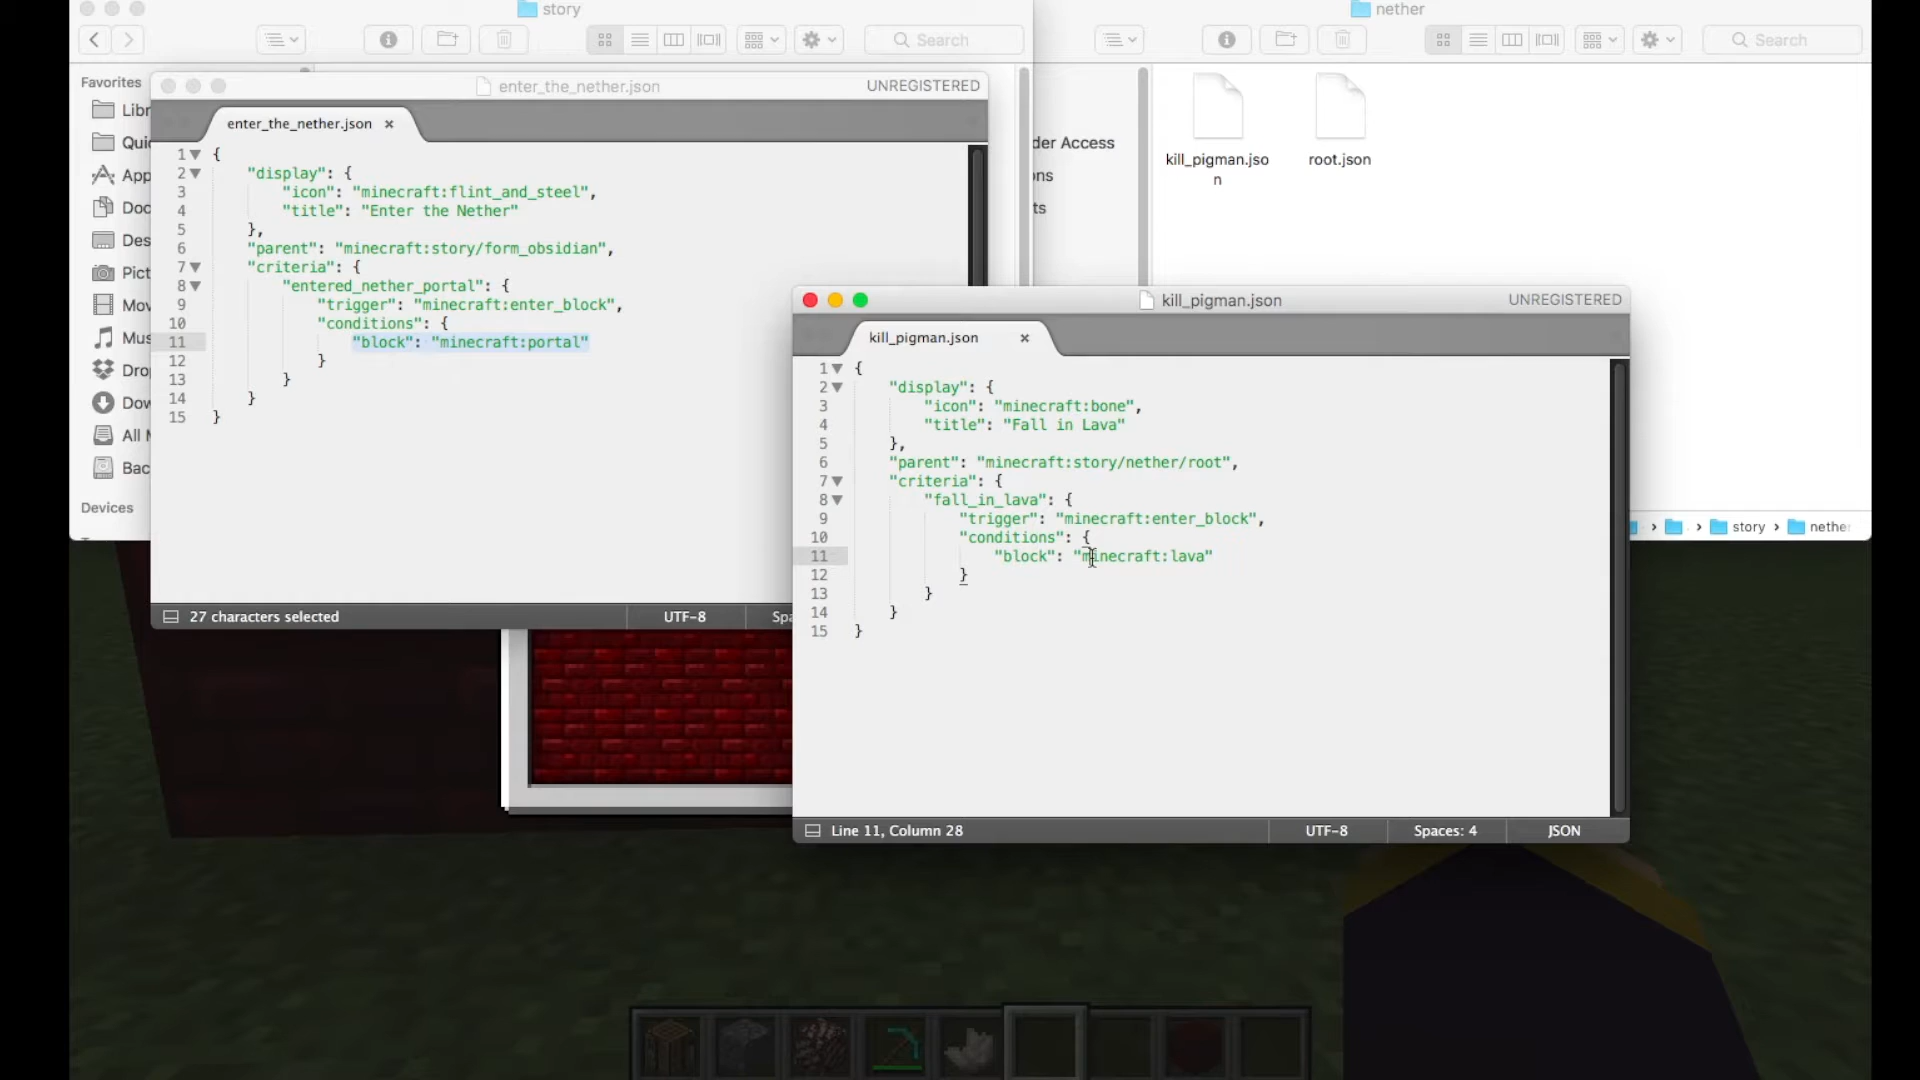 story
nether
Search
Search
Favorites
enter_the_nether.json
UNREGISTERED
kill_pigman.jso
n
root.json
Libr
Quic
App
Doc
Des
Pict
Mov
Mus
Drop
Dow
All M
Bac
Devices
der Access
ons
ts
enter_the_nether.json ×
1 {
2 "display": {
3 "icon": "minecraft:flint_and_steel",
4 "title": "Enter the Nether"
5 },
6 "parent": "minecraft:story/form_obsidian",
7 "criteria": {
8 "entered_nether_portal": {
9 "trigger": "minecraft:enter_block",
10 "conditions": {
11 "block": "minecraft:portal"
12 }
13 }
14 }
15 }
27 characters selected
UTF-8
Spa
story › nether
kill_pigman.json
UNREGISTERED
kill_pigman.json ×
1 {
2 "display": {
3 "icon": "minecraft:bone",
4 "title": "Fall in Lava"
5 },
6 "parent": "minecraft:story/nether/root",
7 "criteria": {
8 "fall_in_lava": {
9 "trigger": "minecraft:enter_block",
10 "conditions": {
11 "block": "minecraft:lava"
12 }
13 }
14 }
15 }
Line 11, Column 28
UTF-8
Spaces: 4
JSON